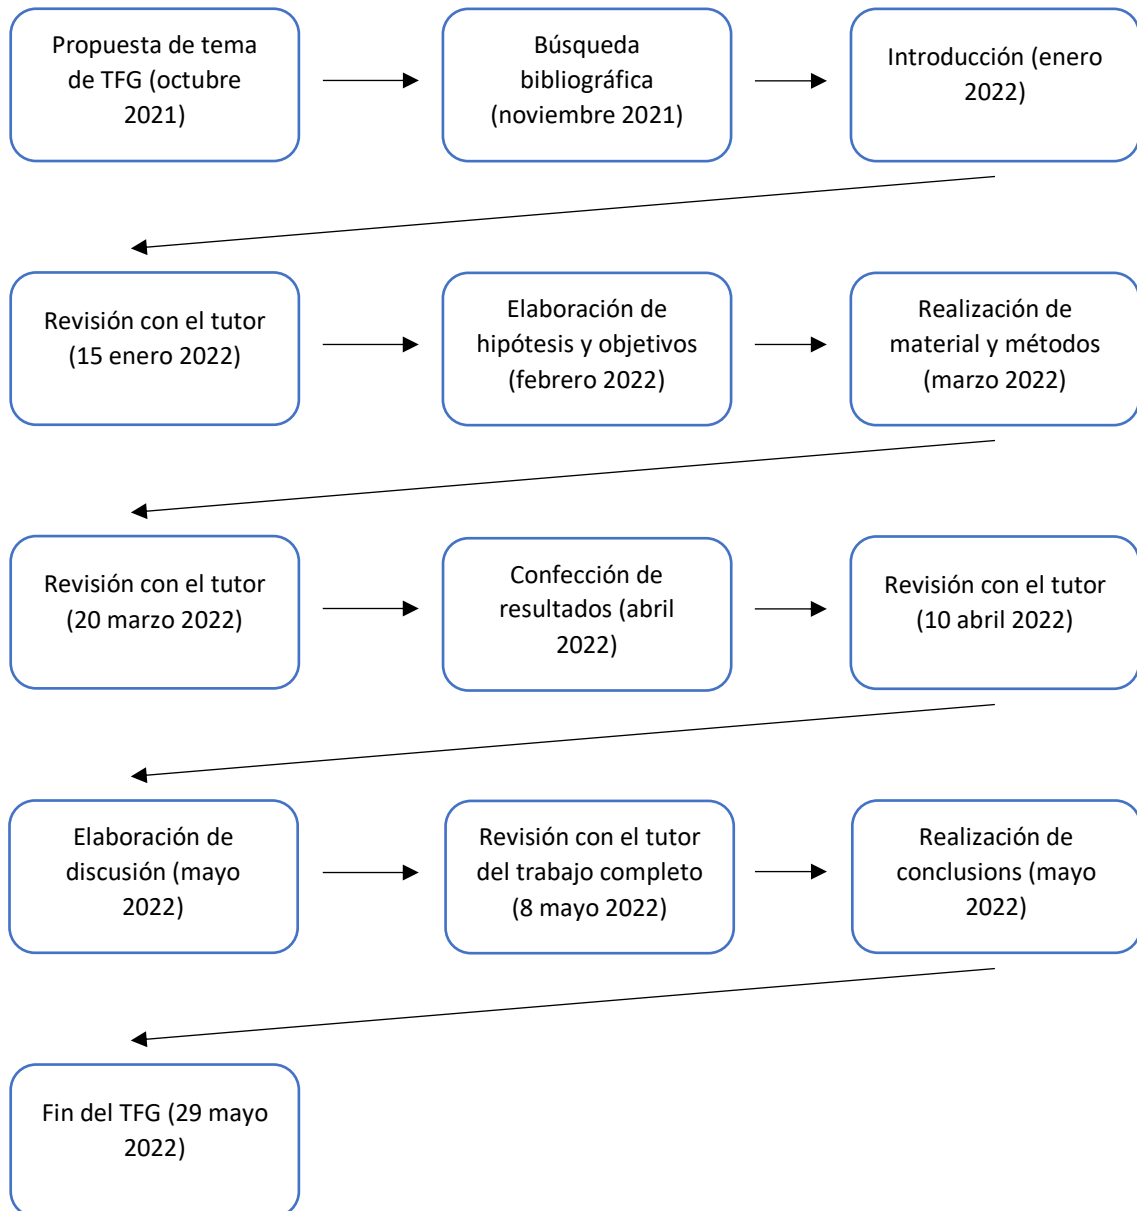 Propuesta de tema
de TFG (octubre
2021)
Búsqueda
bibliográfica
(noviembre 2021)
Introducción (enero
2022)
Revisión con el tutor
(15 enero 2022)
Elaboración de
hipótesis y objetivos
(febrero 2022)
Realización de
material y métodos
(marzo 2022)
Revisión con el tutor
(20 marzo 2022)
Confección de
resultados (abril
2022)
Revisión con el tutor
(10 abril 2022)
Elaboración de
discusión (mayo
2022)
Revisión con el tutor
del trabajo completo
(8 mayo 2022)
Realización de
conclusions (mayo
2022)
Fin del TFG (29 mayo
2022)